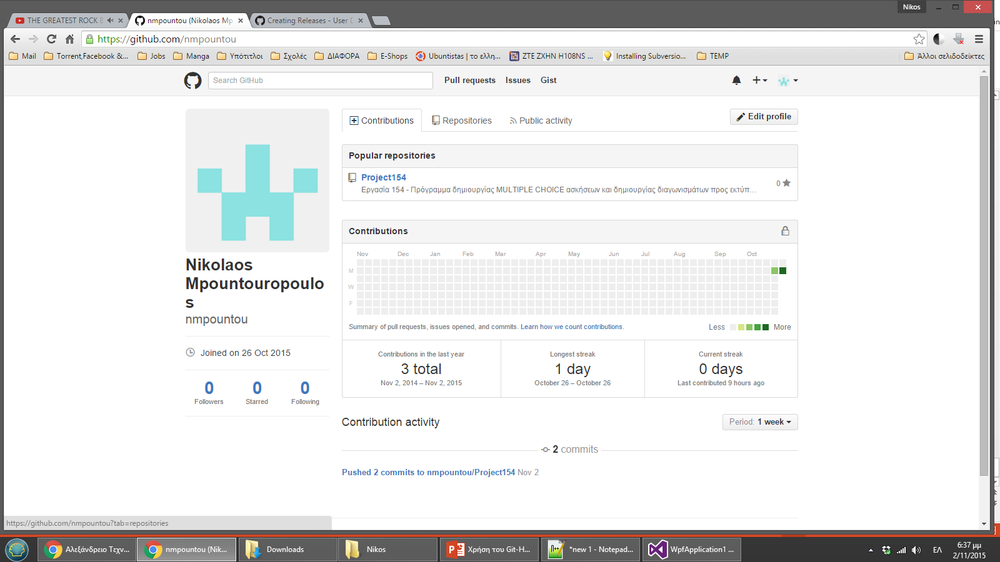 Nikos
THE GREATEST ROCK
nmpountou (Nikolaos Mp
Creating Releases - User
https://github.com/nmpountou
Mail
Torrent,Facebook &...
Jobs
Manga
Υπότιτλοι
Σχολές
ΔΙΑΦΟΡΑ
E-Shops
Ubuntistas | το ελλη...
ZTE ZXHN H108NS ...
Installing Subversio...
TEMP
Άλλοι σελιδοδείκτες
Search GitHub
Pull requests
Issues
Gist
Contributions
Repositories
Public activity
Edit profile
Popular repositories
Project154
Εργασία 154 - Πρόγραμμα δημιουργίας MULTIPLE CHOICE ασκήσεων και δημιουργίας διαγωνισμάτων προς εκτύπ…
0
Nikolaos
Mpountouropoulo
s
nmpountou
Joined on 26 Oct 2015
0
Followers
0
Starred
0
Following
Contributions
Nov Dec Jan Feb Mar Apr May Jun Jul Aug Sep Oct
M
W
F
Summary of pull requests, issues opened, and commits. Learn how we count contributions.
Less
More
Contributions in the last year
3 total
Nov 2, 2014 – Nov 2, 2015
Longest streak
1 day
October 26 – October 26
Current streak
0 days
Last contributed 9 hours ago
Contribution activity
Period: 1 week
2 commits
Pushed 2 commits to nmpountou/Project154 Nov 2
https://github.com/nmpountou?tab=repositories
Αλεξάνδρειο Τεχν...
nmpountou (Nik...
Downloads
Nikos
Χρήση του Git-H...
*new 1 - Notepad...
WpfApplication1 ...
ΕΛ
6:37 μμ
2/11/2015